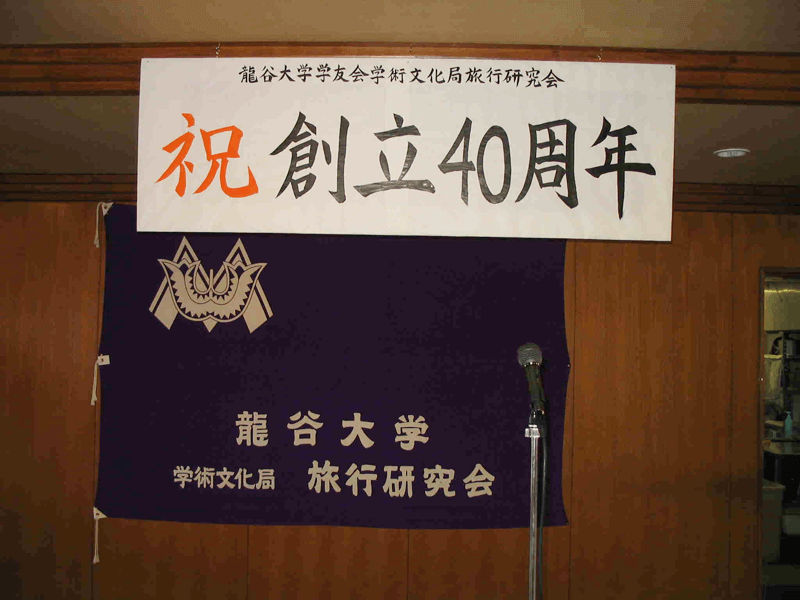 龍谷大学学友会学術文化局旅行研究会
祝創立40周年
龍谷大学
学術文化局 旅行研究会